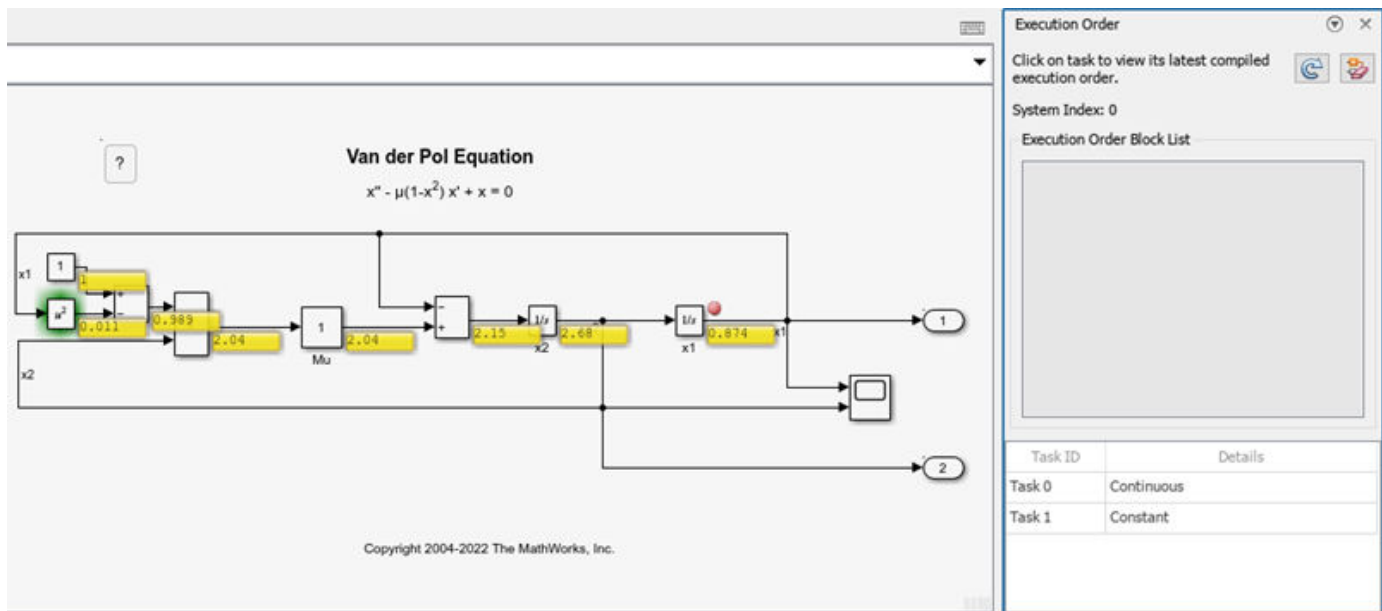 Execution Order
Click on task to view its latest compiled
execution order.
System Index: 0
Execution Order Block List
?
Van der Pol Equation
x" - µ(1-x²) x' + x = 0
x1
1
1
+
u²
−
0.011
0.989
2.04
1
2.04
Mu
−
+
2.15
1/s
2.68
x2
1/s
0.874
x1
x1
1
x2
2
Task ID Details
Task 0 Continuous
Task 1 Constant
Copyright 2004-2022 The MathWorks, Inc.